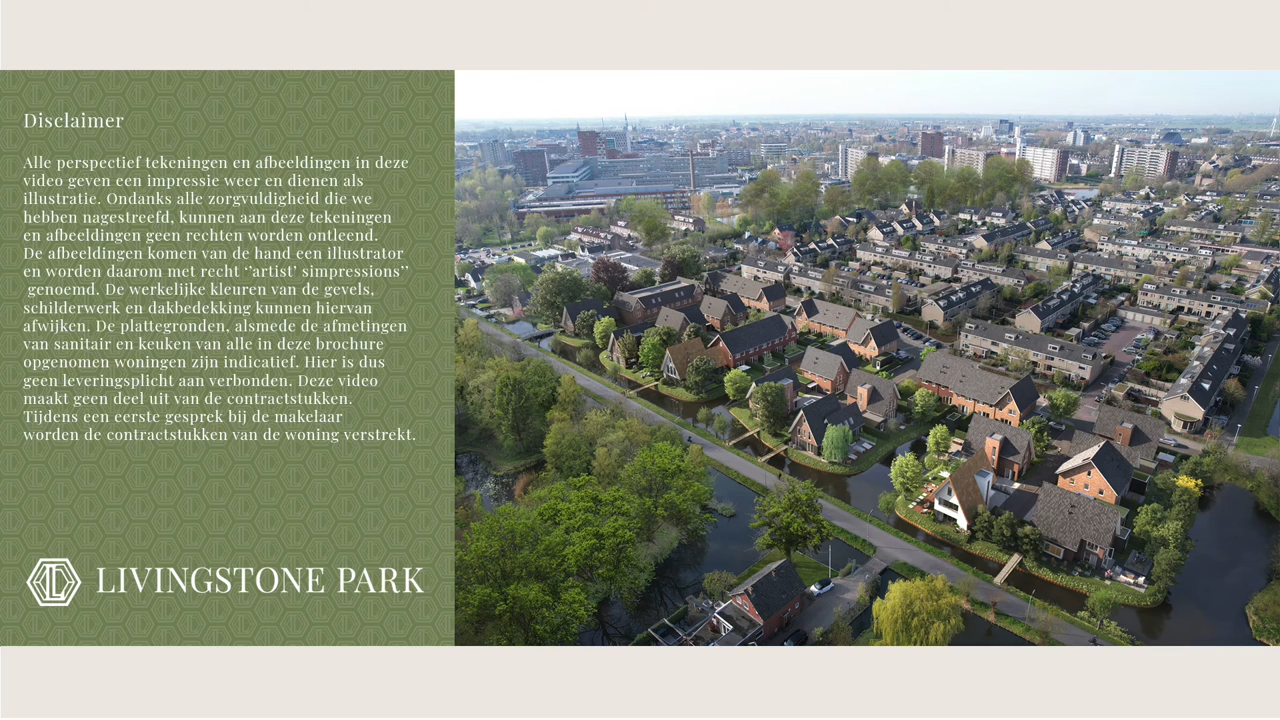 Disclaimer
Alle perspectief tekeningen en afbeeldingen in deze
video geven een impressie weer en dienen als
illustratie. Ondanks alle zorgvuldigheid die we
hebben nagestreefd, kunnen aan deze tekeningen
en afbeeldingen geen rechten worden ontleend.
De afbeeldingen komen van de hand een illustrator
en worden daarom met recht ‘’artist’ simpressions’’
genoemd. De werkelijke kleuren van de gevels,
schilderwerk en dakbedekking kunnen hiervan
afwijken. De plattegronden, alsmede de afmetingen
van sanitair en keuken van alle in deze brochure
opgenomen woningen zijn indicatief. Hier is dus
geen leveringsplicht aan verbonden. Deze video
maakt geen deel uit van de contractstukken.
Tijdens een eerste gesprek bij de makelaar
worden de contractstukken van de woning verstrekt.
LIVINGSTONE PARK